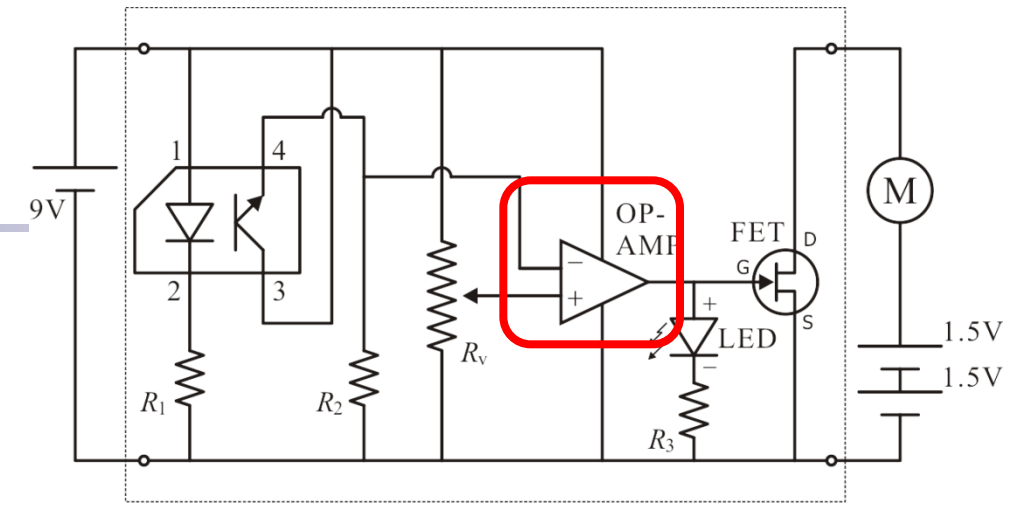 1
4
9V
2
3
R1
R2
Rv
−
+
OP-
AMP
+
LED
−
R3
FET
D
G
S
M
1.5V
1.5V